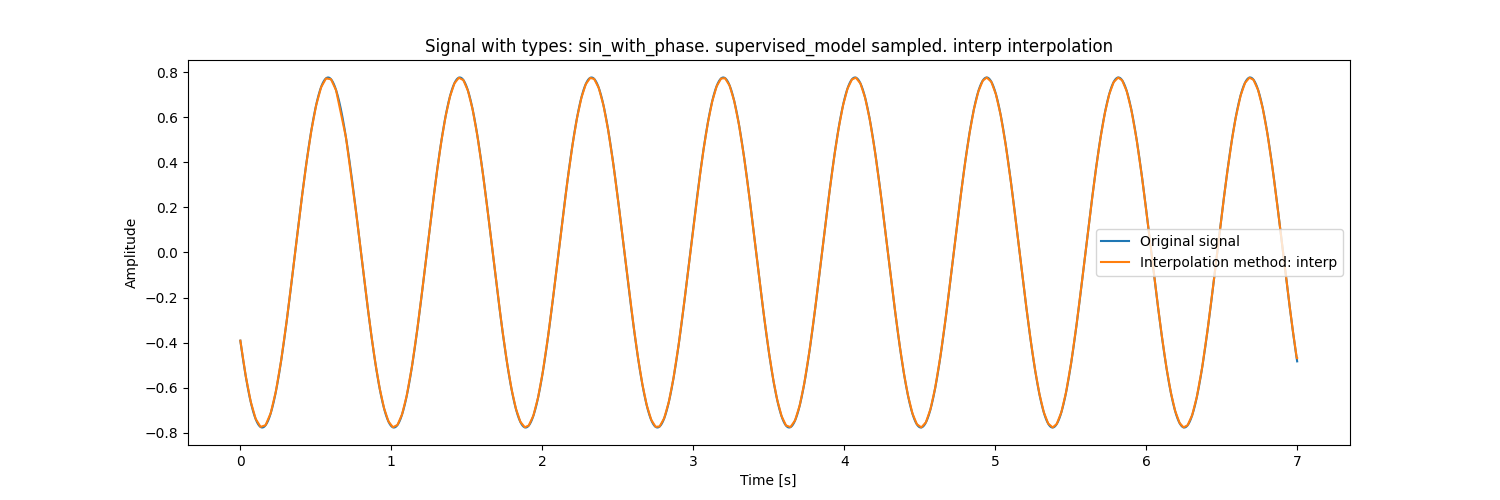 Signal with types: sin_with_phase. supervised_model sampled. interp interpolation
Amplitude
0.8
0.6
0.4
0.2
0.0
−0.2
−0.4
−0.6
−0.8
Original signal
Interpolation method: interp
0 1 2 3 4 5 6 7
Time [s]